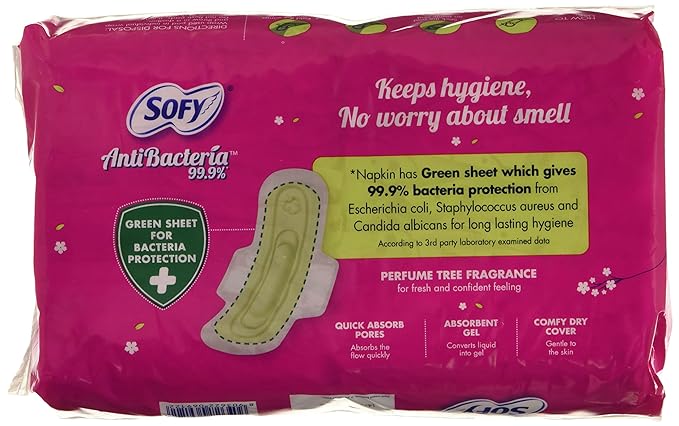 DIRECTIONS FOR DISPOSAL:
HOW TO
SOFY
AntiBacteria™
99.9%*
GREEN SHEET
FOR
BACTERIA
PROTECTION
Keeps hygiene,
No worry about smell
*Napkin has Green sheet which gives
99.9% bacteria protection from
Escherichia coli, Staphylococcus aureus and
Candida albicans for long lasting hygiene
According to 3rd party laboratory examined data
PERFUME TREE FRAGRANCE
for fresh and confident feeling
QUICK ABSORB
PORES
Absorbs the
flow quickly
ABSORBENT
GEL
Converts liquid
into gel
COMFY DRY
COVER
Gentle to
the skin
SOFY